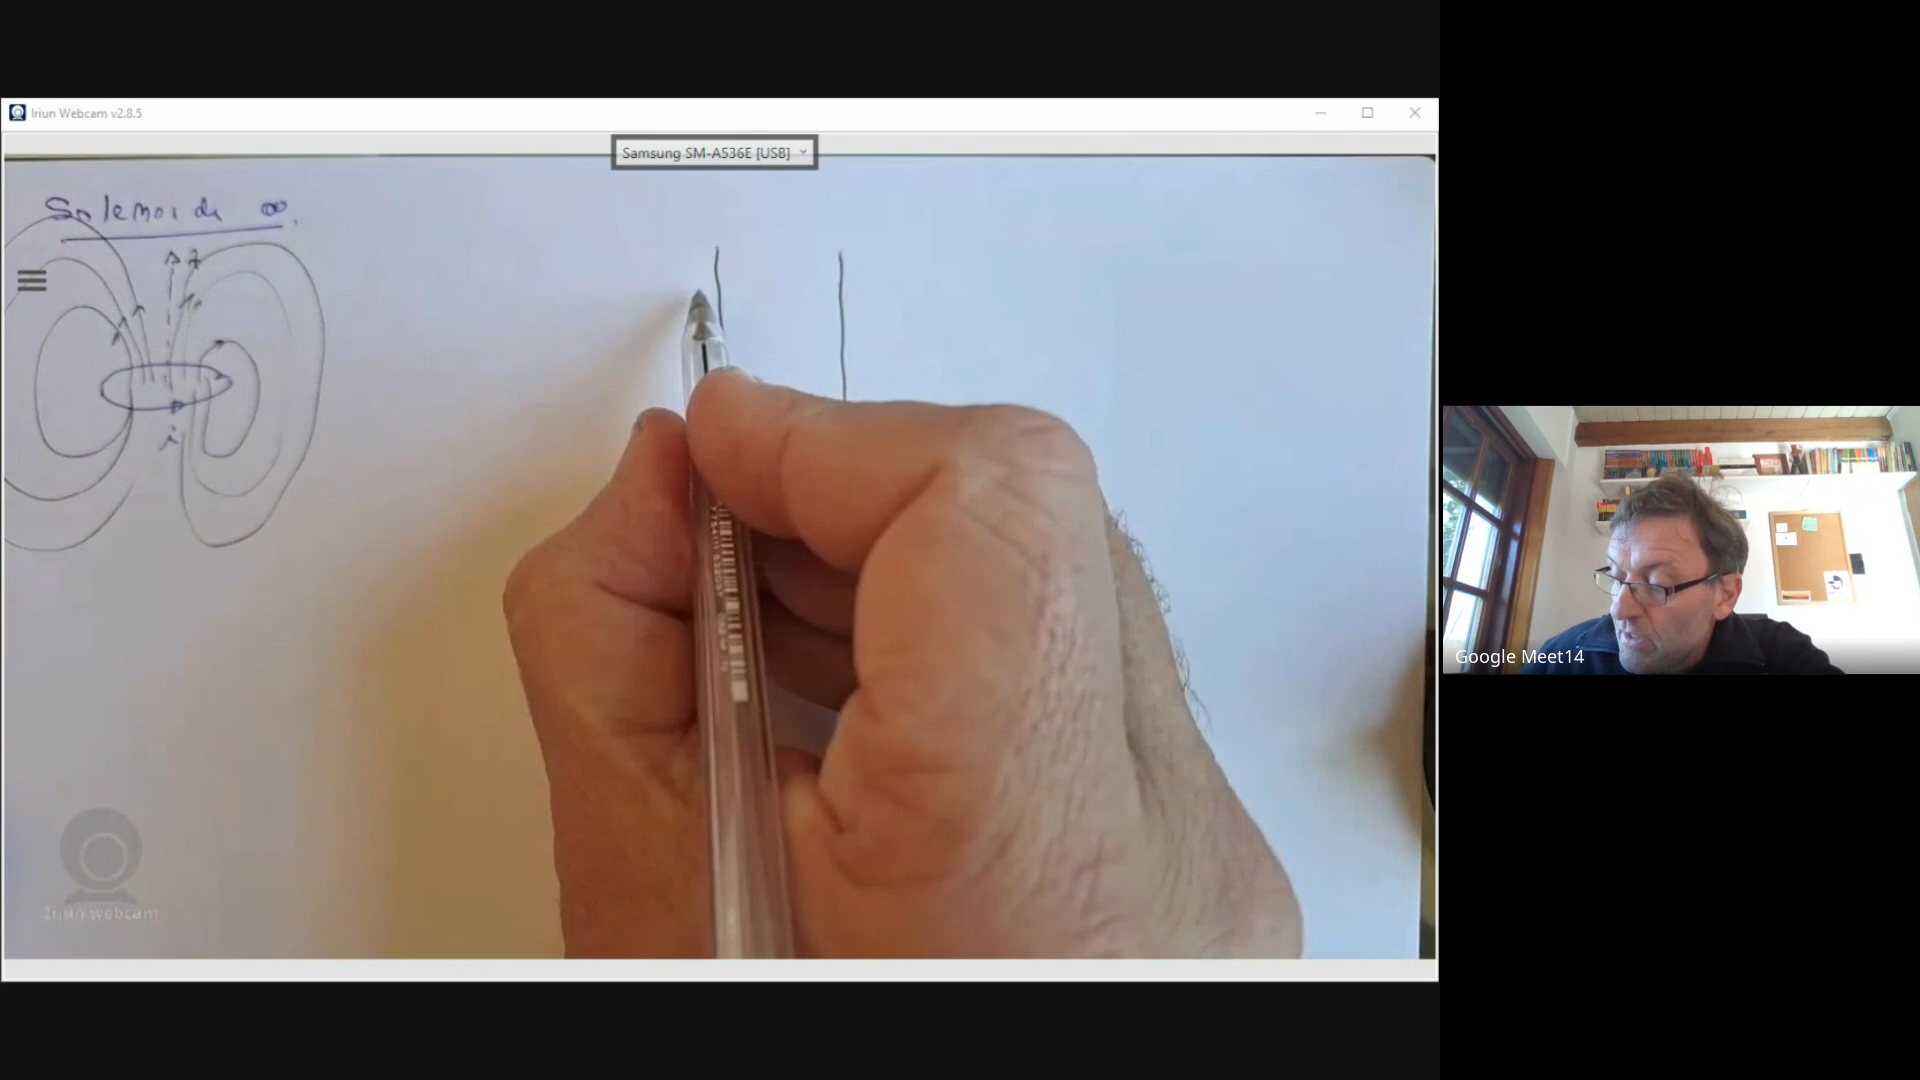 Iriun Webcam v2.8.5
Samsung SM-A536E [USB]
Solenoide ∞.
z
i
Iriun webcam
Google Meet14